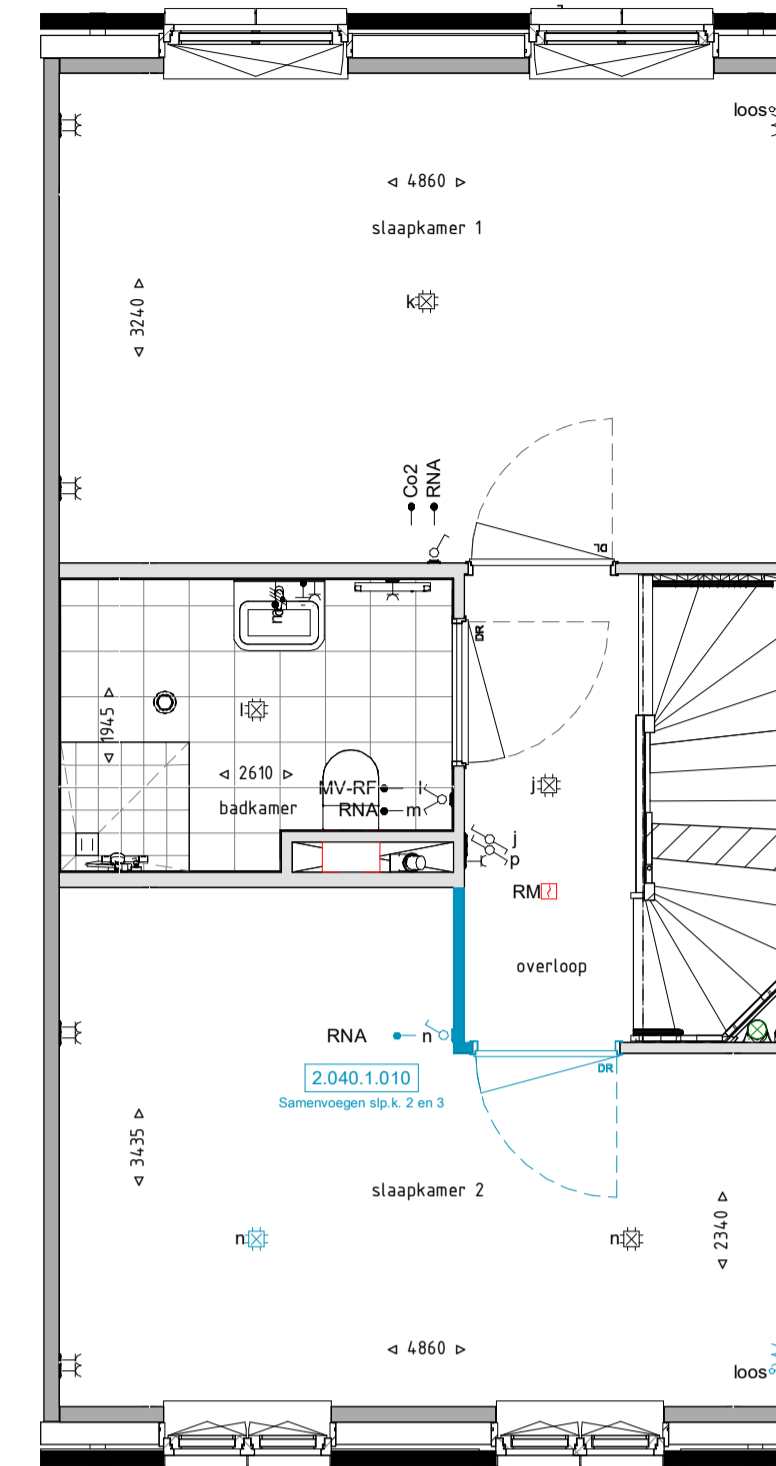 loos
4860
slaapkamer 1
k
3240
Co2
RNA
DL
DR
1945
l
2610
badkamer
MV-RF
l
RNA
m
j
j
r
p
RM
overloop
RNA
n
DR
2.040.1.010
Samenvoegen slp.k. 2 en 3
3435
slaapkamer 2
n
n
2340
4860
loos